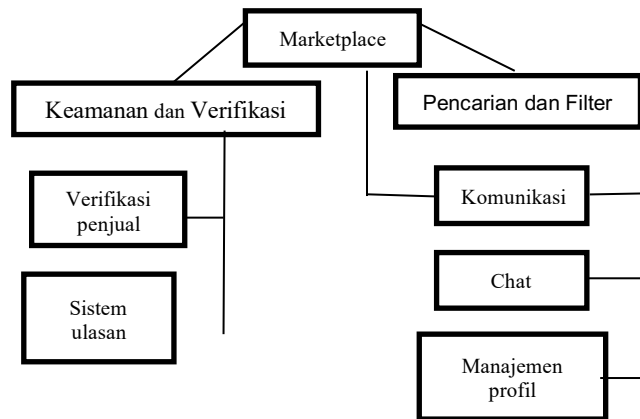 Marketplace
Keamanan dan Verifikasi
Pencarian dan Filter
Verifikasi
penjual
Komunikasi
Sistem
ulasan
Chat
Manajemen
profil